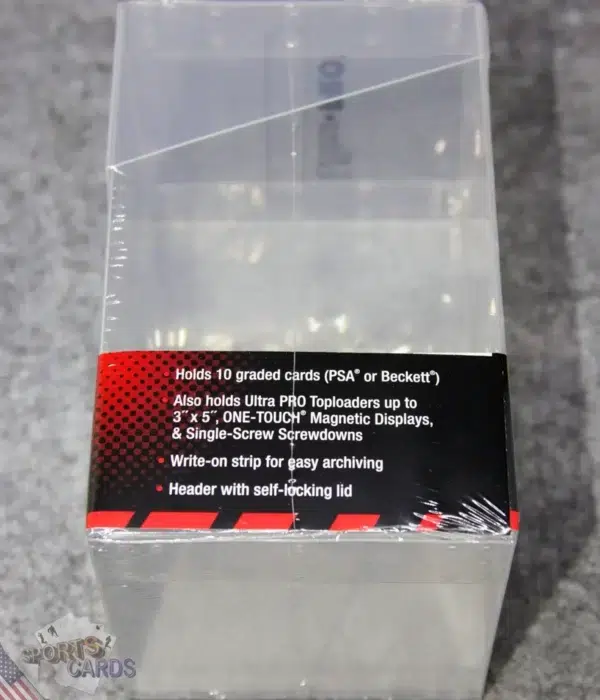 Holds 10 graded cards (PSA® or Beckett®)
Also holds Ultra PRO Toploaders up to
3″ x 5″, ONE-TOUCH® Magnetic Displays,
& Single-Screw Screwdowns
Write-on strip for easy archiving
Header with self-locking lid
SPORTS
CARDS